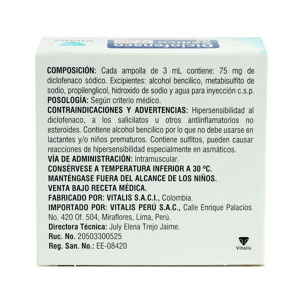 Diclofenaco
COMPOSICIÓN: Cada ampolla de 3 mL contiene: 75 mg de
diclofenaco sódico. Excipientes: alcohol bencílico, metabisulfito de
sodio, propilenglicol, hidroxido de sodio y agua para inyección c.s.p.
POSOLOGÍA: Según criterio médico.
CONTRAINDICACIONES Y ADVERTENCIAS: Hipersensibilidad al
diclofenaco, a los salicilatos u otros antiinflamatorios no
esteroides. Contiene alcohol bencilico por lo que no debe usarse en
lactantes y/o niños prematuros. Contiene sulfitos, pueden causar
reacciones de hipersensibilidad especialmente en asmáticos.
VÍA DE ADMINISTRACIÓN: Intramuscular.
CONSÉRVESE A TEMPERATURA INFERIOR A 30 ºC.
MANTÉNGASE FUERA DEL ALCANCE DE LOS NIÑOS.
VENTA BAJO RECETA MÉDICA.
FABRICADO POR: VITALIS S.A.C.I., Colombia.
IMPORTADO POR: VITALIS PERÚ S.A.C., Calle Enrique Palacios
No. 420 Of. 504, Miraflores, Lima, Perú.
Directora Técnica: July Elena Trejo Jaime.
Ruc. No.: 20503300525
Reg. San. No.: EE-08420
Vitalis